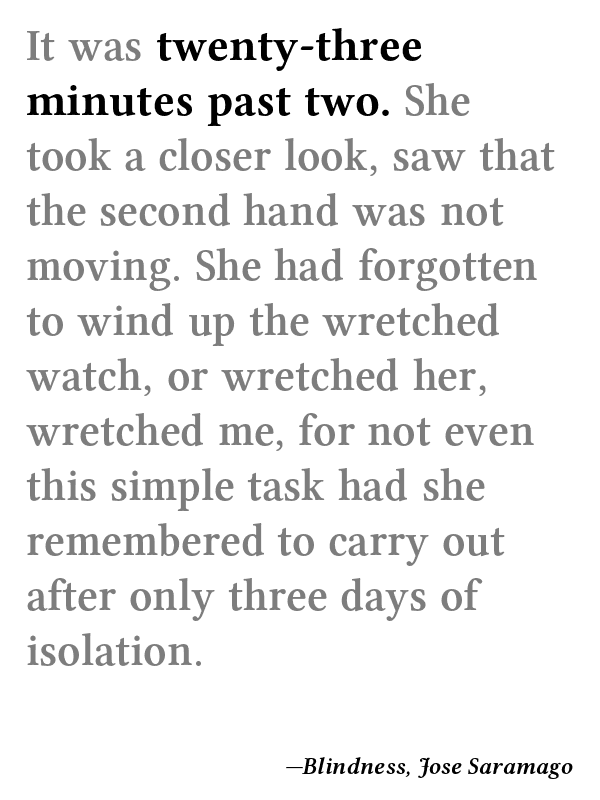 It was twenty-three
minutes past two. She
took a closer look, saw that
the second hand was not
moving. She had forgotten
to wind up the wretched
watch, or wretched her,
wretched me, for not even
this simple task had she
remembered to carry out
after only three days of
isolation.
—Blindness, Jose Saramago